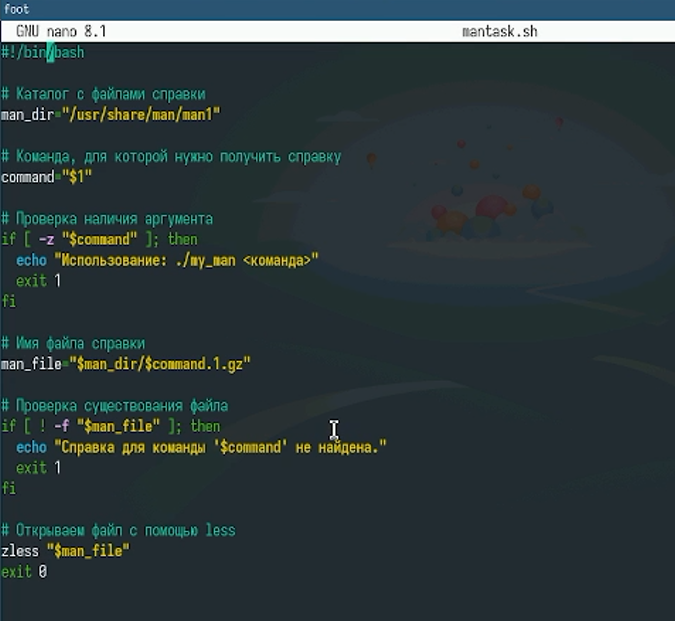 foot
GNU nano 8.1 mantask.sh
#!/bin/bash
# Каталог с файлами справки
man_dir="/usr/share/man/man1"
# Команда, для которой нужно получить справку
command="$1"
# Проверка наличия аргумента
if [ -z "$command" ]; then
echo "Использование: ./my_man <команда>"
exit 1
fi
# Имя файла справки
man_file="$man_dir/$command.1.gz"
# Проверка существования файла
if [ ! -f "$man_file" ]; then
echo "Справка для команды '$command' не найдена."
exit 1
fi
# Открываем файл с помощью less
zless "$man_file"
exit 0